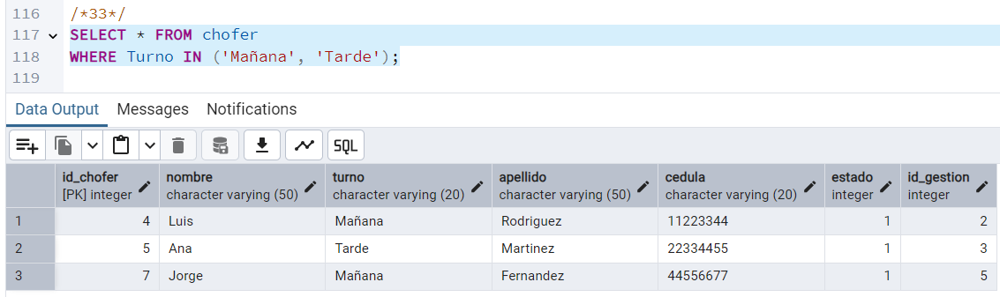 116 /*33*/
117 SELECT * FROM chofer
118 WHERE Turno IN ('Mañana', 'Tarde');
119
Data Output Messages Notifications
SQL
id_chofer nombre turno apellido cedula estado id_gestion
[PK] integer character varying (50) character varying (20) character varying (50) character varying (20) integer integer
1 4 Luis Mañana Rodriguez 11223344 1 2
2 5 Ana Tarde Martinez 22334455 1 3
3 7 Jorge Mañana Fernandez 44556677 1 5